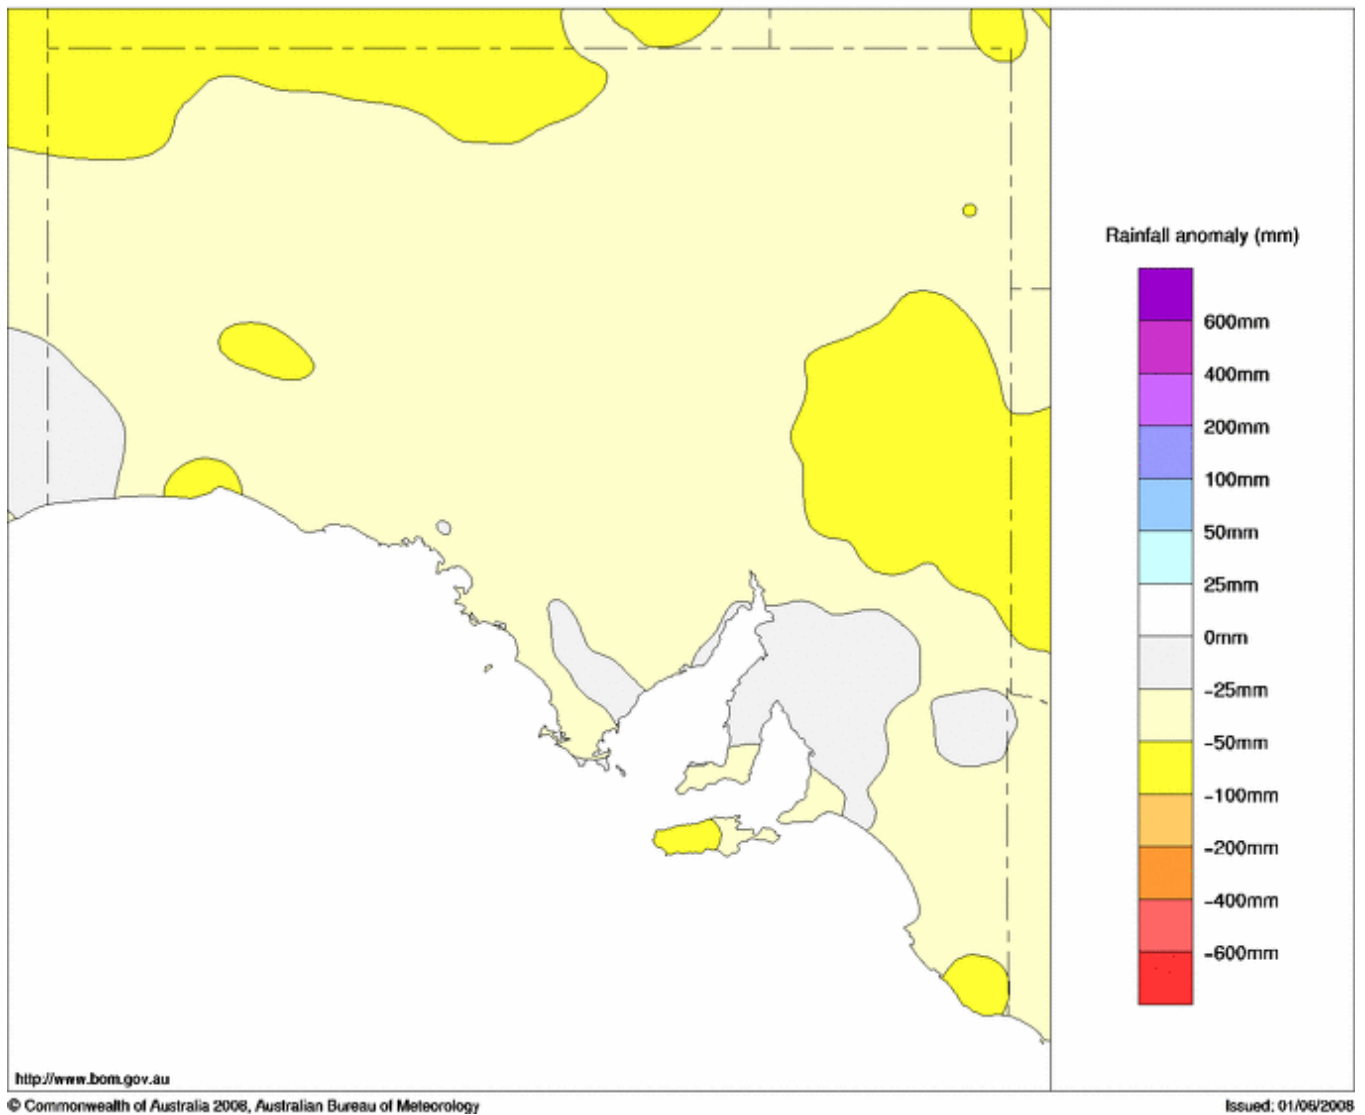 Rainfall anomaly (mm)
600mm
400mm
200mm
100mm
50mm
25mm
0mm
-25mm
-50mm
-100mm
-200mm
-400mm
-600mm
http://www.bom.gov.au
© Commonwealth of Australia 2008, Australian Bureau of Meteorology
Issued: 01/06/2008